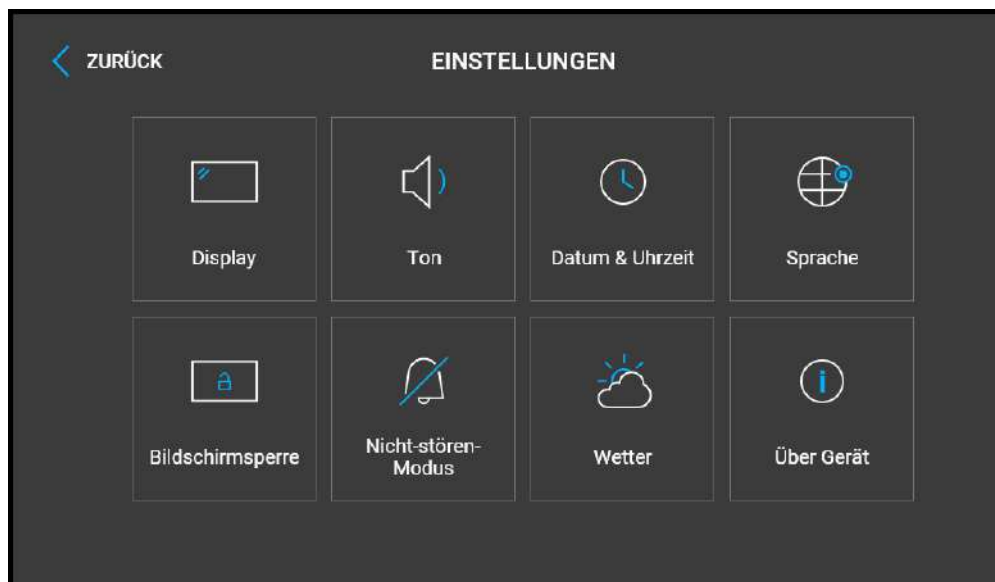 ZURÜCK
EINSTELLUNGEN
Display
Ton
Datum & Uhrzeit
Sprache
Bildschirmsperre
Nicht-stören-
Modus
Wetter
Über Gerät